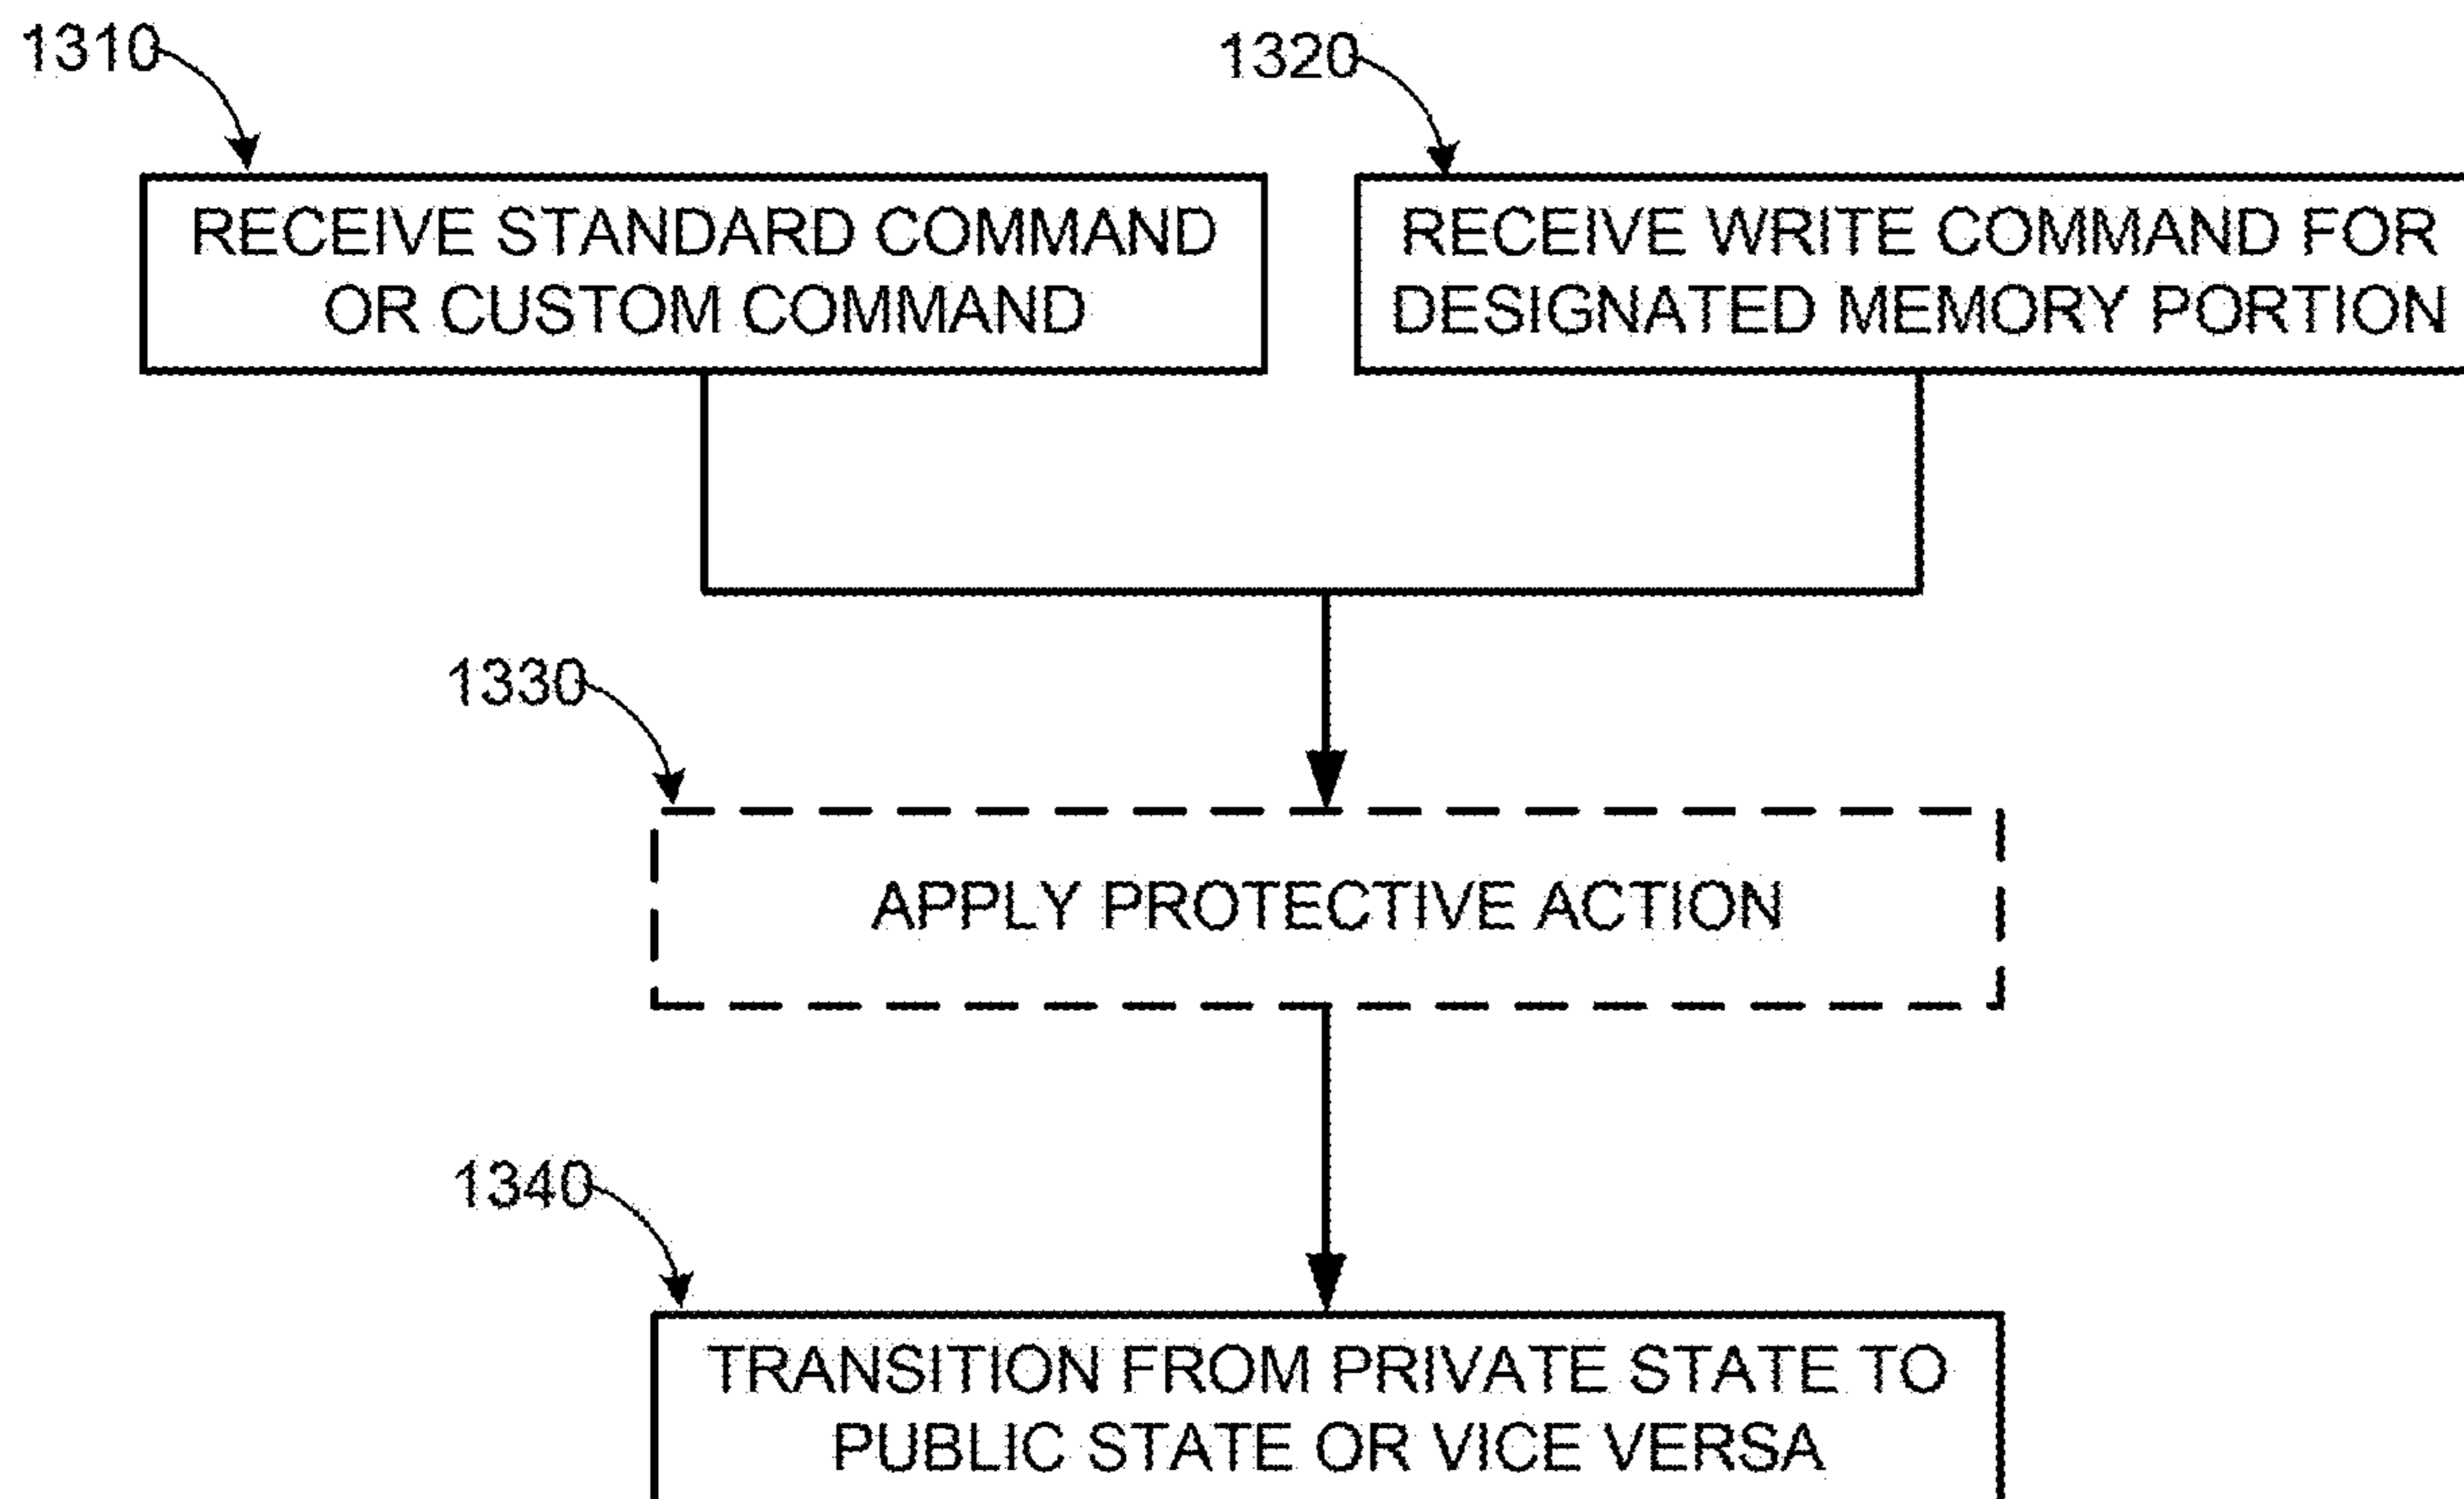 1310
1320
RECEIVE STANDARD COMMAND
OR CUSTOM COMMAND
RECEIVE WRITE COMMAND FOR
DESIGNATED MEMORY PORTION
1330
APPLY PROTECTIVE ACTION
1340
TRANSITION FROM PRIVATE STATE TO
PUBLIC STATE OR VICE VERSA